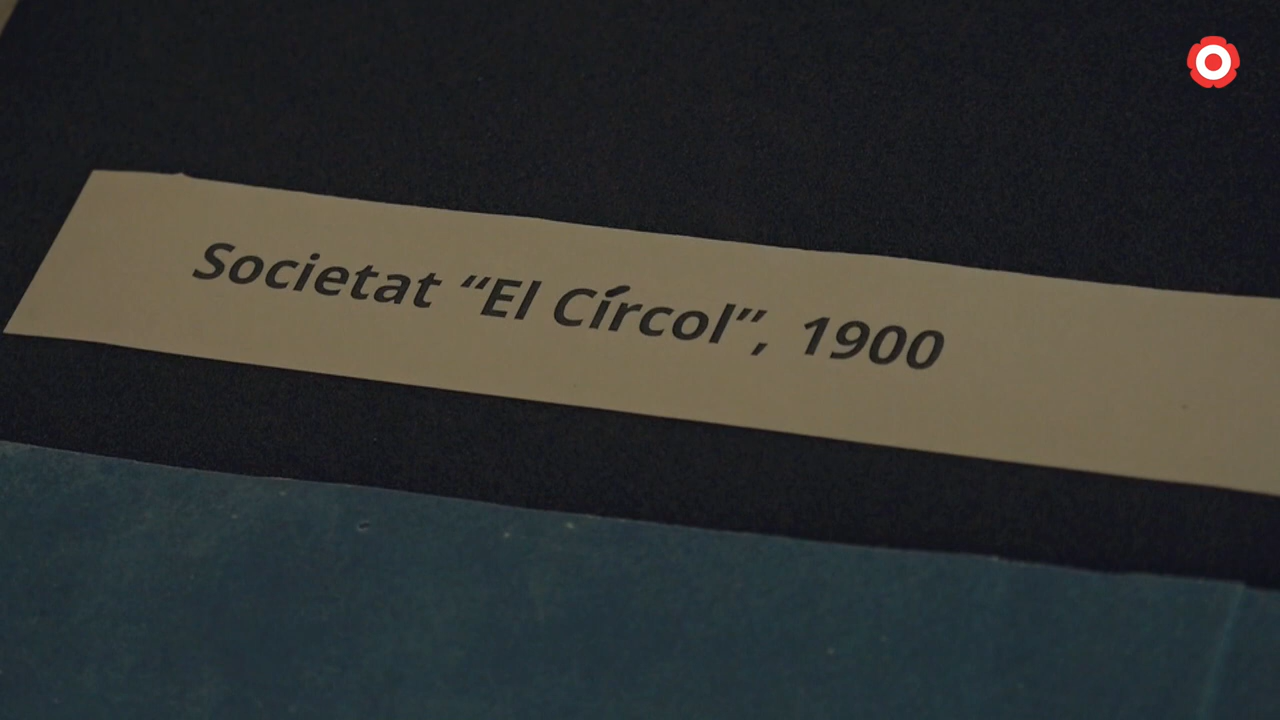 Societat “El Círcol”, 1900